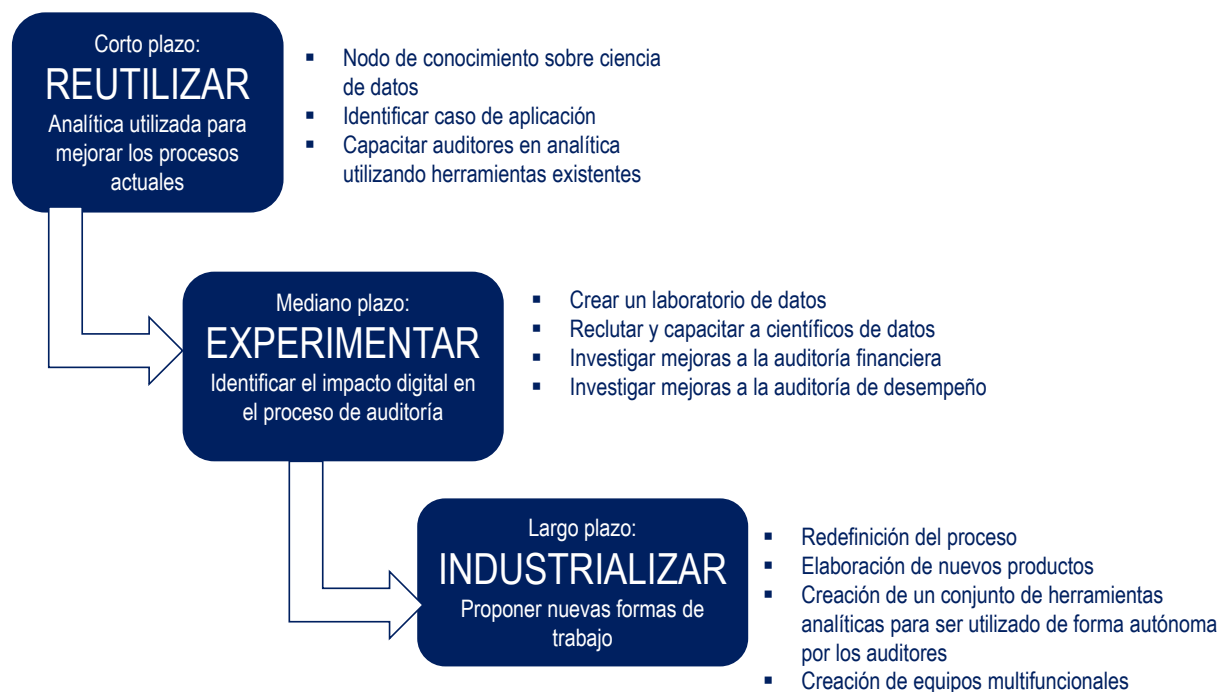 Corto plazo:
REUTILIZAR
Analítica utilizada para
mejorar los procesos
actuales
▪ Nodo de conocimiento sobre ciencia
de datos
▪ Identificar caso de aplicación
▪ Capacitar auditores en analítica
utilizando herramientas existentes
Mediano plazo:
EXPERIMENTAR
Identificar el impacto digital en
el proceso de auditoría
▪ Crear un laboratorio de datos
▪ Reclutar y capacitar a científicos de datos
▪ Investigar mejoras a la auditoría financiera
▪ Investigar mejoras a la auditoría de desempeño
Largo plazo:
INDUSTRIALIZAR
Proponer nuevas formas de
trabajo
▪ Redefinición del proceso
▪ Elaboración de nuevos productos
▪ Creación de un conjunto de herramientas
analíticas para ser utilizado de forma autónoma
por los auditores
▪ Creación de equipos multifuncionales